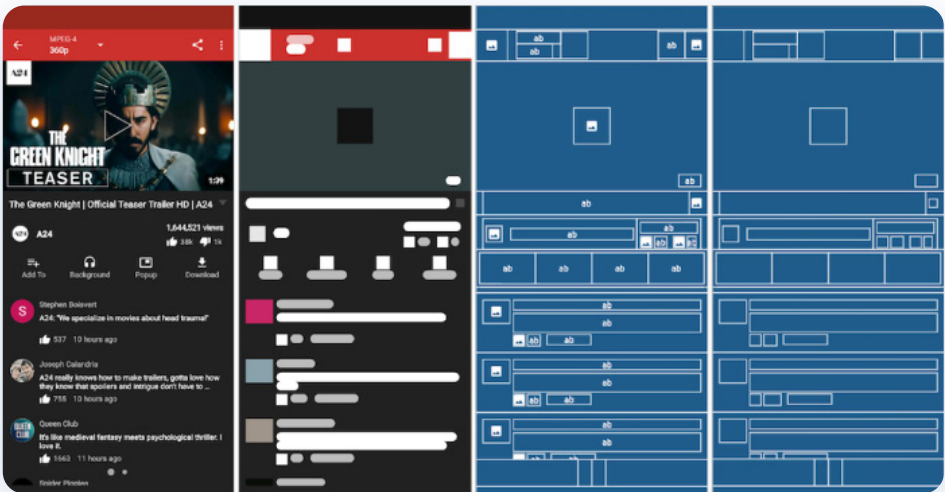 MPEG-4
360p
A24
THE
GREEN KNIGHT
TEASER
1:39
The Green Knight | Official Teaser Trailer HD | A24
A24
A24
1,644,521 views
38k 1k
Add To Background Popup Download
S
Stephen Boisvert
A24: "We specialize in movies about head trauma!"
537 10 hours ago
Joseph Calandria
A24 really knows how to make trailers, gotta love how
they know that spoilers and intrigue don't have to ...
755 10 hours ago
QUEEN
CLUB
Queen Club
It's like medieval fantasy meets psychological thriller. I
love it.
1563 11 hours ago
ab
ab
ab
ab
ab
ab
ab
ab ab
ab ab ab ab
ab
ab
ab ab
ab
ab
ab ab
ab
ab
ab ab